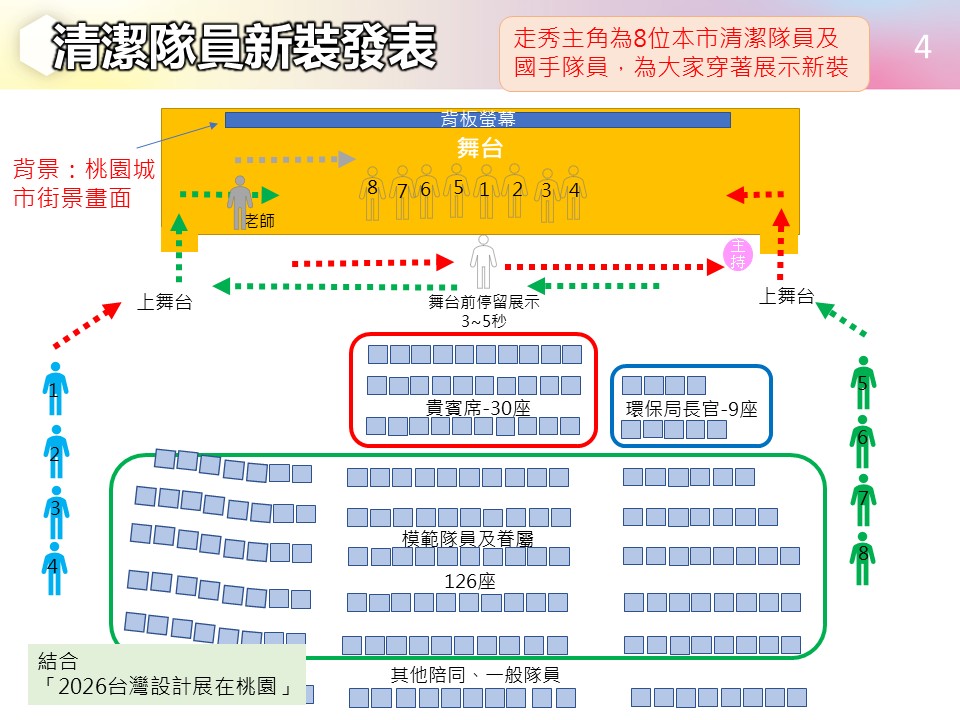 清潔隊員新裝發表
走秀主角為8位本市清潔隊員及
國手隊員，為大家穿著展示新裝
4
背板螢幕
舞台
背景：桃園城
市街景畫面
8 7 6 5 1 2 3 4
老師
主
持
上舞台
舞台前停留展示
3~5秒
上舞台
1
2
3
4
5
6
7
8
貴賓席-30座
環保局長官-9座
模範隊員及眷屬
126座
其他陪同、一般隊員
結合
「2026台灣設計展在桃園」